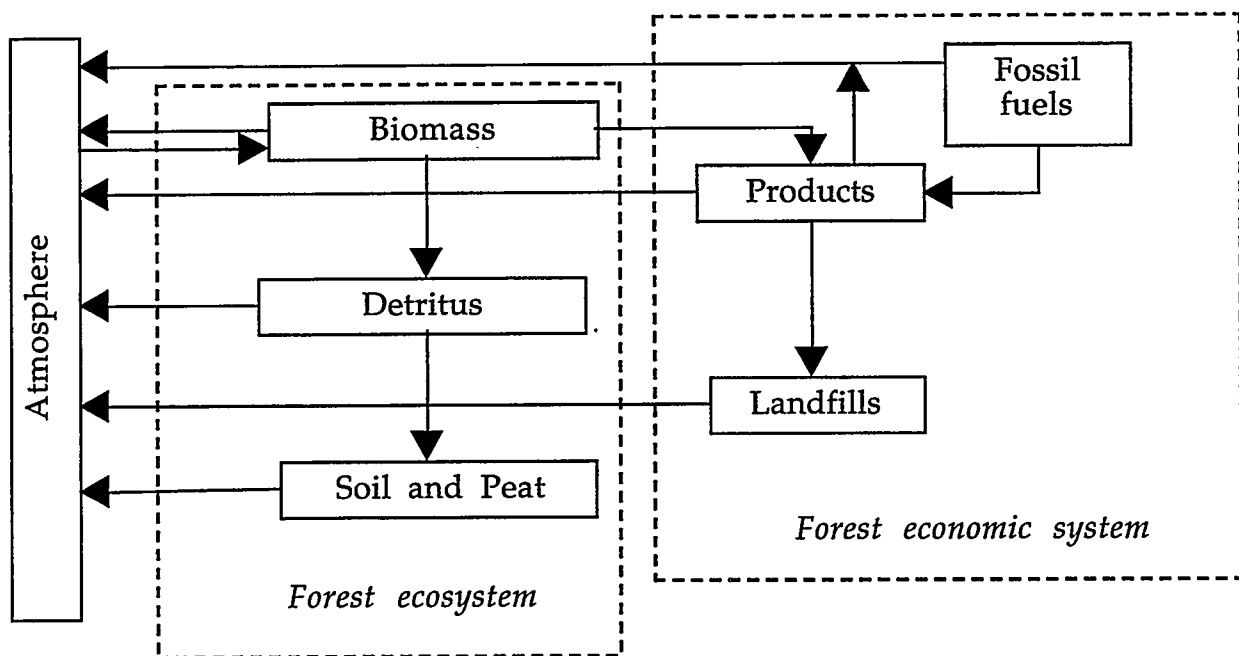 Fossil
fuels
Biomass
Products
Atmosphere
Detritus
Landfills
Soil and Peat
Forest economic system
Forest ecosystem